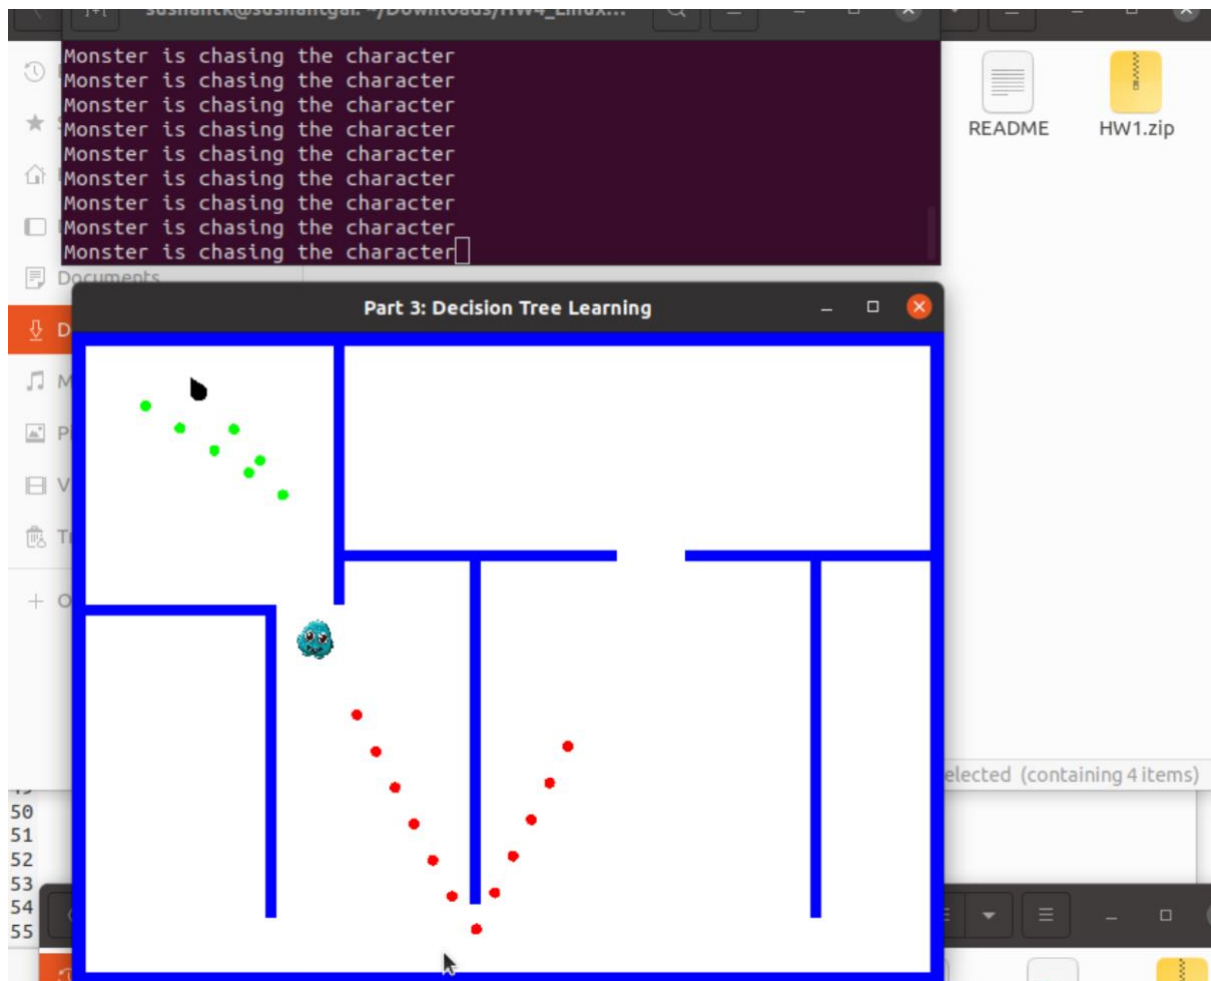 Monster is chasing the character
Monster is chasing the character
Monster is chasing the character
Monster is chasing the character
Monster is chasing the character
Monster is chasing the character
Monster is chasing the character
Monster is chasing the character
Monster is chasing the character
README
HW1.zip
Documents
Part 3: Decision Tree Learning
D
M
V
O
elected (containing 4 items)
50
51
52
53
54
55